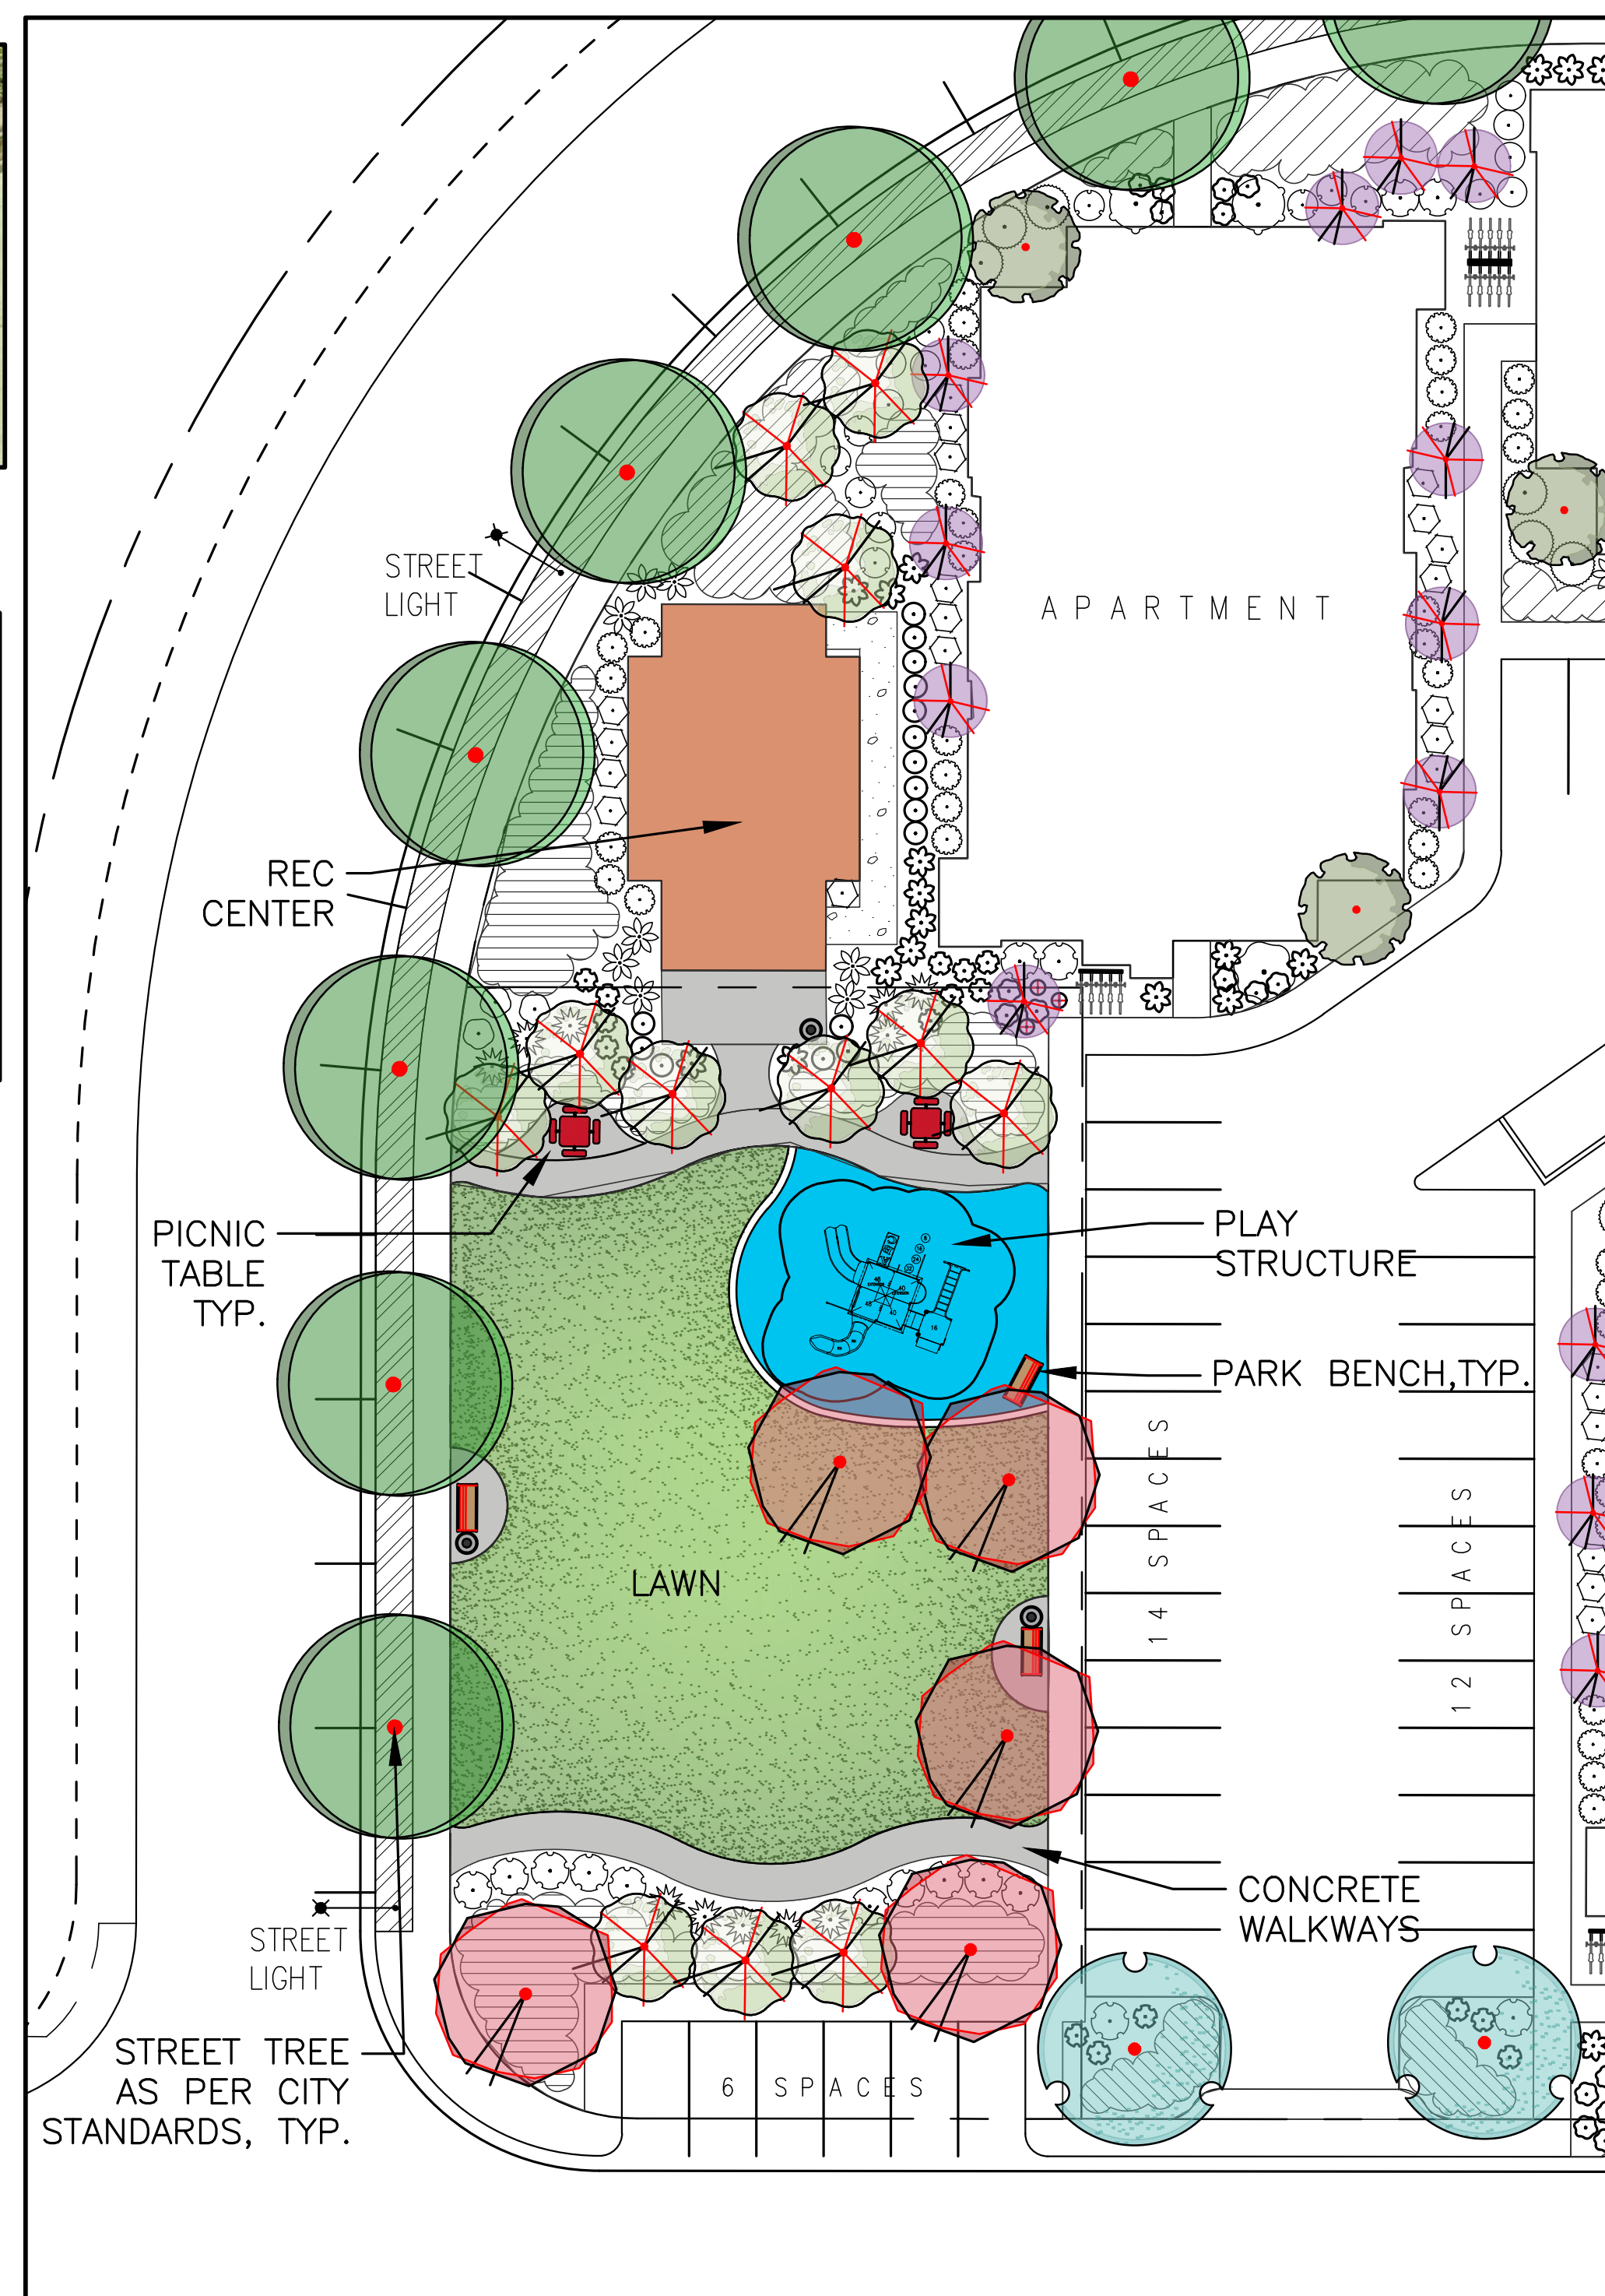 STREET
LIGHT
APARTMENT
REC
CENTER
PICNIC
TABLE
TYP.
PLAY
STRUCTURE
PARK BENCH,TYP.
14 SPACES
12 SPACES
LAWN
CONCRETE
WALKWAYS
STREET
LIGHT
STREET TREE
AS PER CITY
STANDARDS, TYP.
6 SPACES